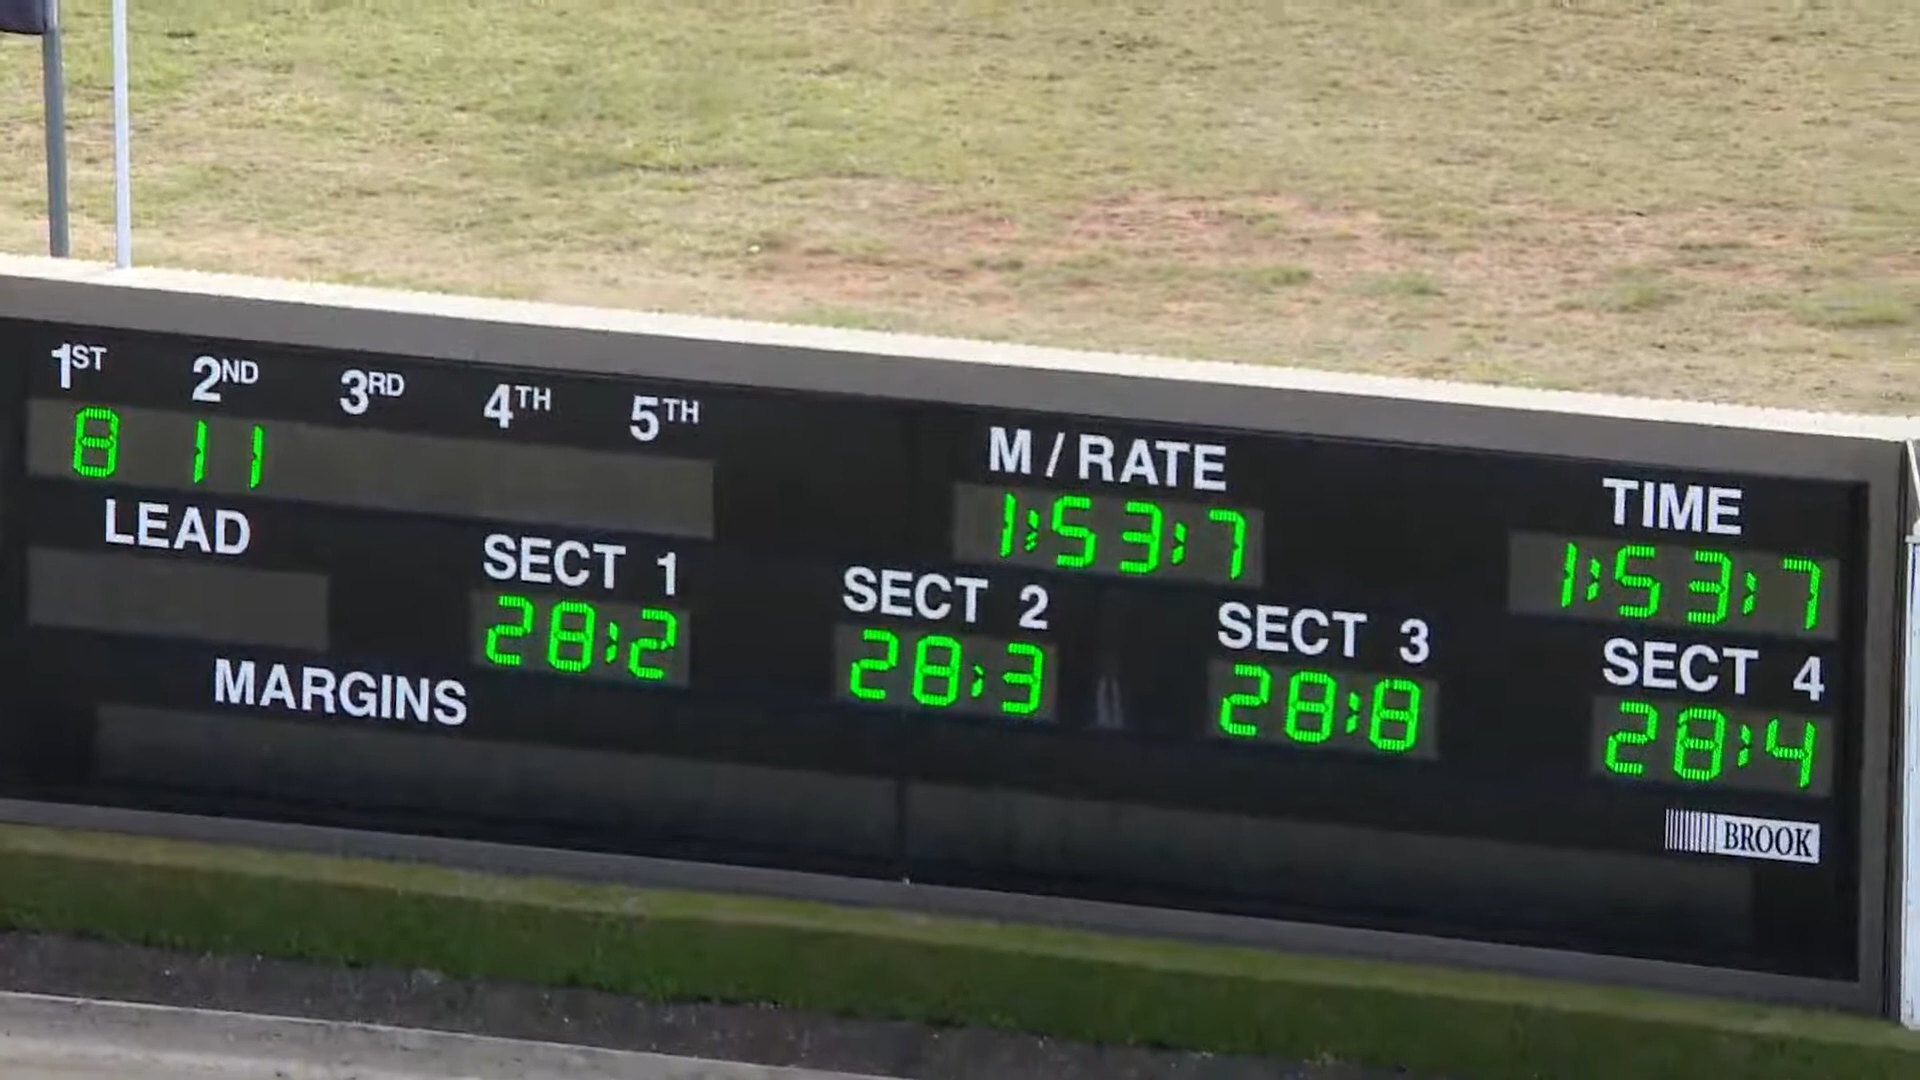 1ST 2ND 3RD 4TH 5TH
8 11
M/RATE
1:53:7
TIME
1:53:7
LEAD
SECT 1
28:2
SECT 2
28:3
SECT 3
28:8
SECT 4
28:4
MARGINS
BROOK